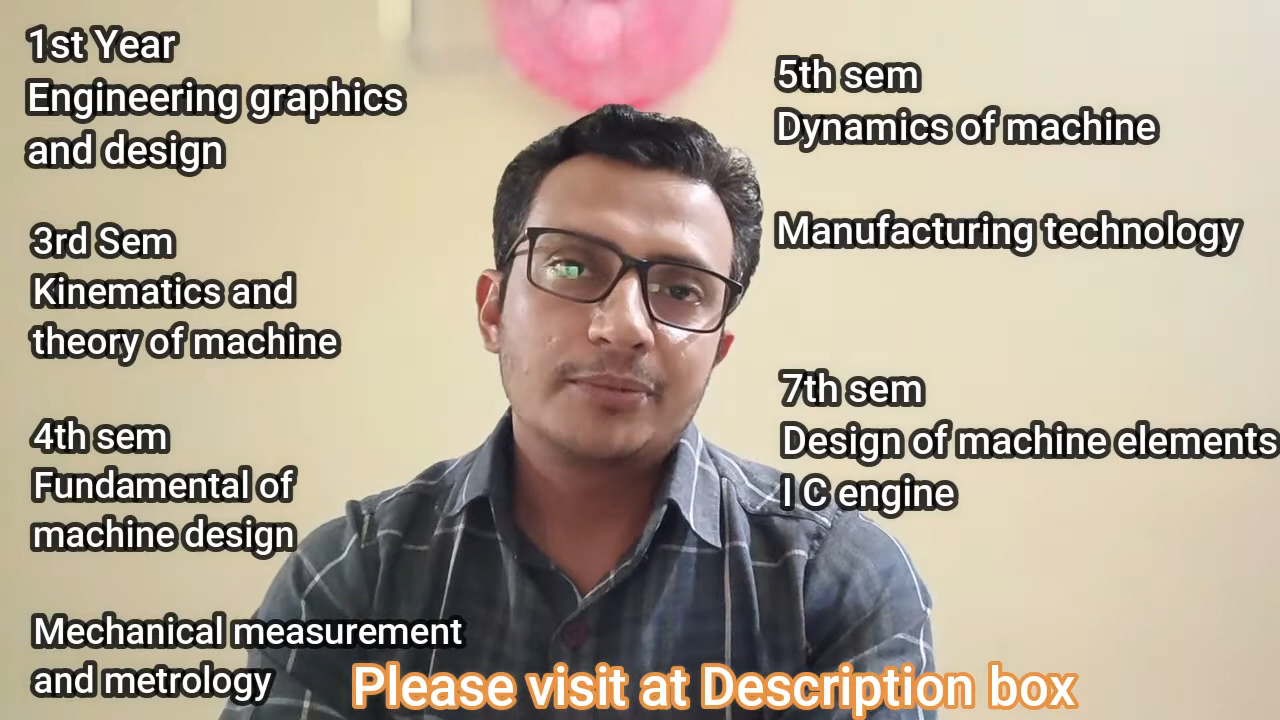 1st Year
Engineering graphics
and design
3rd Sem
Kinematics and
theory of machine
4th sem
Fundamental of
machine design
Mechanical measurement
and metrology
5th sem
Dynamics of machine
Manufacturing technology
7th sem
Design of machine elements
I C engine
Please visit at Description box